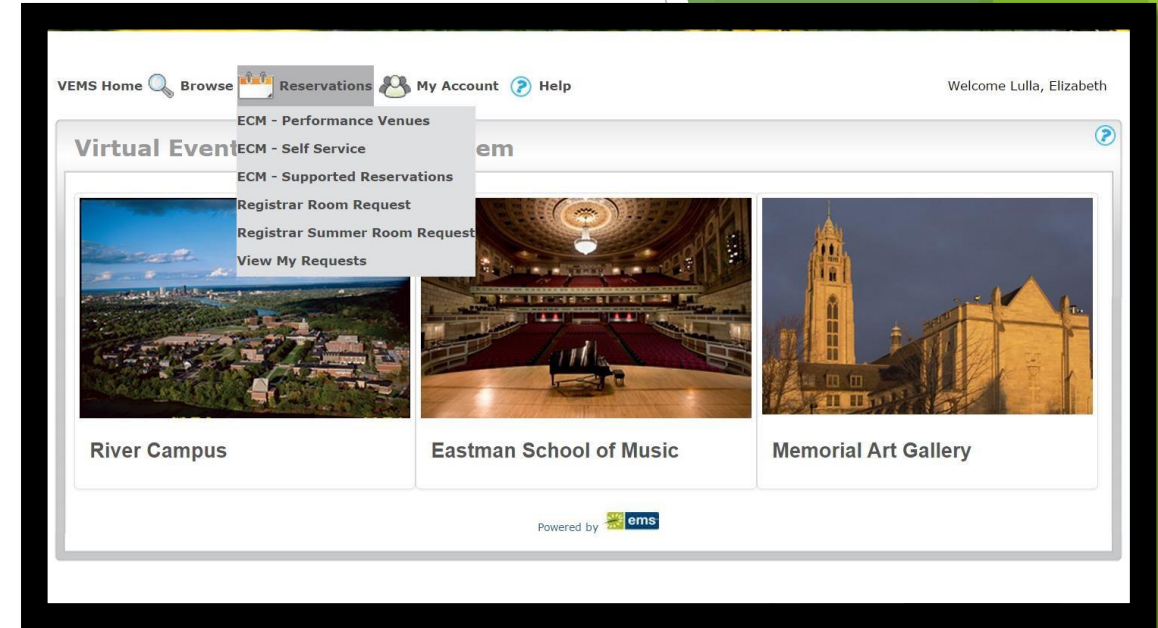 VEMS Home Browse Reservations My Account Help Welcome Lulla, Elizabeth
ECM - Performance Venues
Virtual Event em
ECM - Self Service
ECM - Supported Reservations
Registrar Room Request
Registrar Summer Room Request
View My Requests
River Campus Eastman School of Music Memorial Art Gallery
Powered by ems